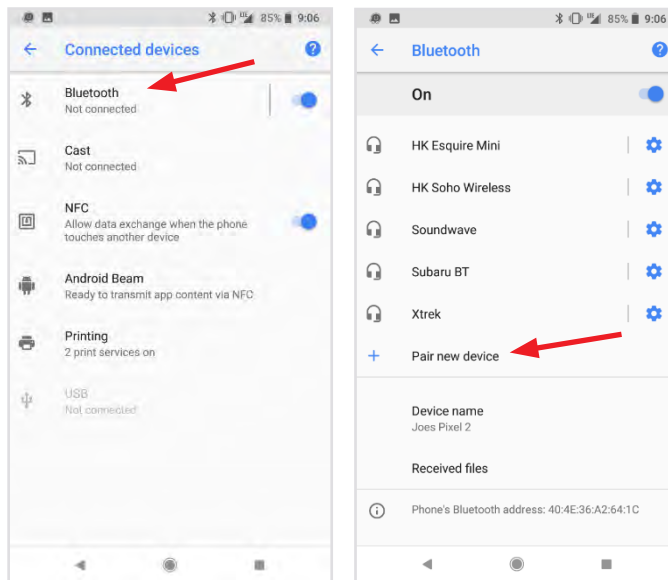 85% 9:06
Connected devices
Bluetooth
Not connected
Cast
Not connected
NFC
Allow data exchange when the phone
touches another device
Android Beam
Ready to transmit app content via NFC
Printing
2 print services on
USB
Not connected
85% 9:06
Bluetooth
On
HK Esquire Mini
HK Soho Wireless
Soundwave
Subaru BT
Xtrek
Pair new device
Device name
Joes Pixel 2
Received files
Phone's Bluetooth address: 40:4E:36:A2:64:1C